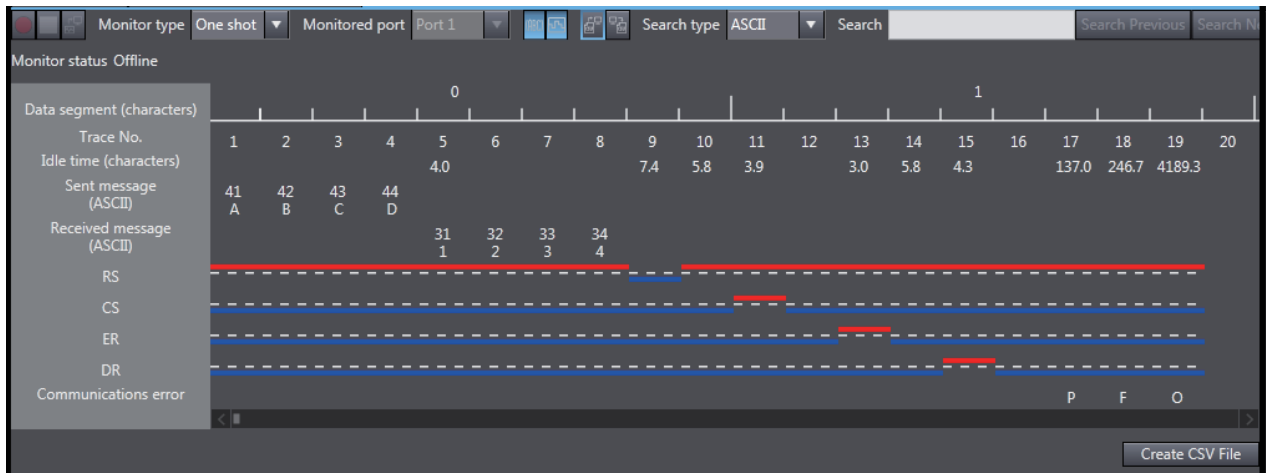 Monitor type One shot Monitored port Port 1 Search type ASCII Search Search Previous Search N
Monitor status Offline
0 1
Data segment (characters)
Trace No. 1 2 3 4 5 6 7 8 9 10 11 12 13 14 15 16 17 18 19 20
Idle time (characters) 4.0 7.4 5.8 3.9 3.0 5.8 4.3 137.0 246.7 4189.3
Sent message 41 42 43 44
(ASCII) A B C D
Received message 31 32 33 34
(ASCII) 1 2 3 4
RS
CS
ER
DR
Communications error P F O
Create CSV File